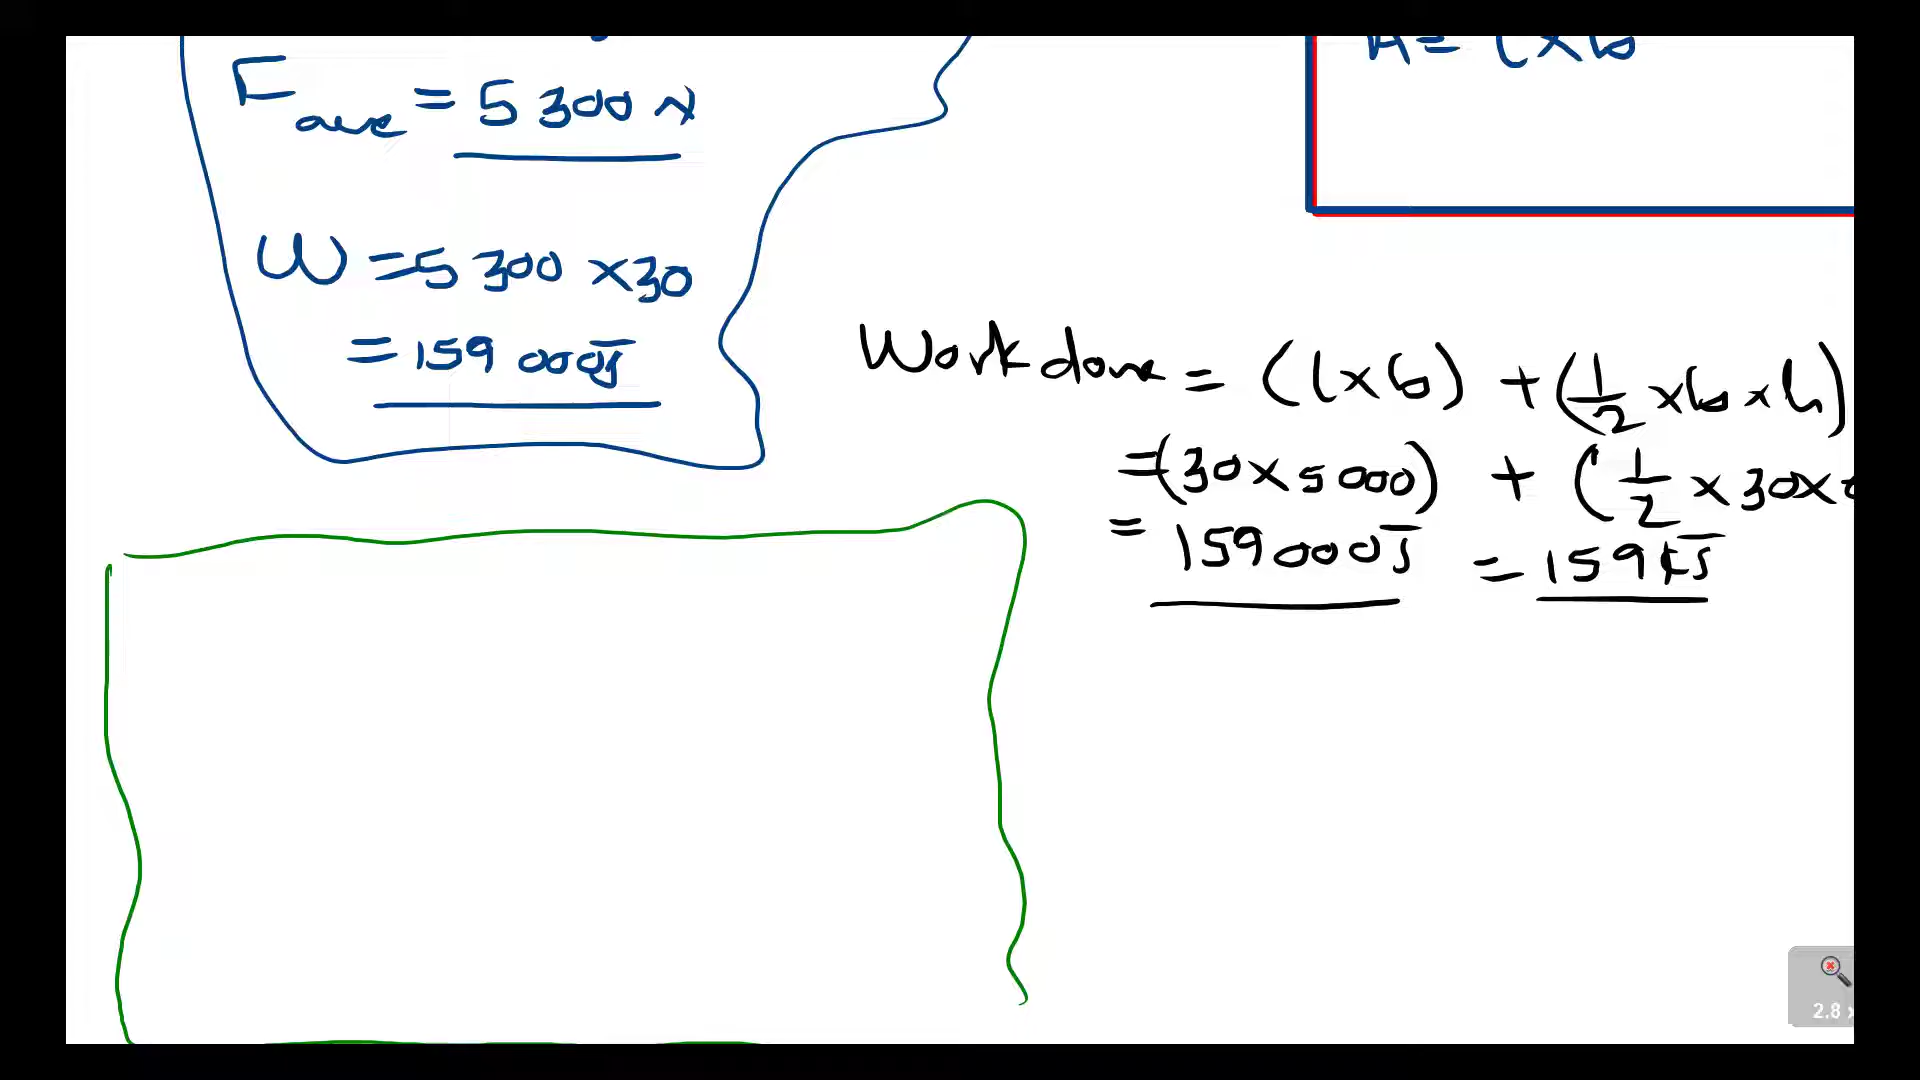 F ave = 5 300 N
W = 5 300 x 30
= 159 000J
A = l x b
Work done = (l x b) + (1/2 x b x h)
= (30 x 5 000) + (1/2 x 30 x
= 159 000J = 159 kJ
2.8 x